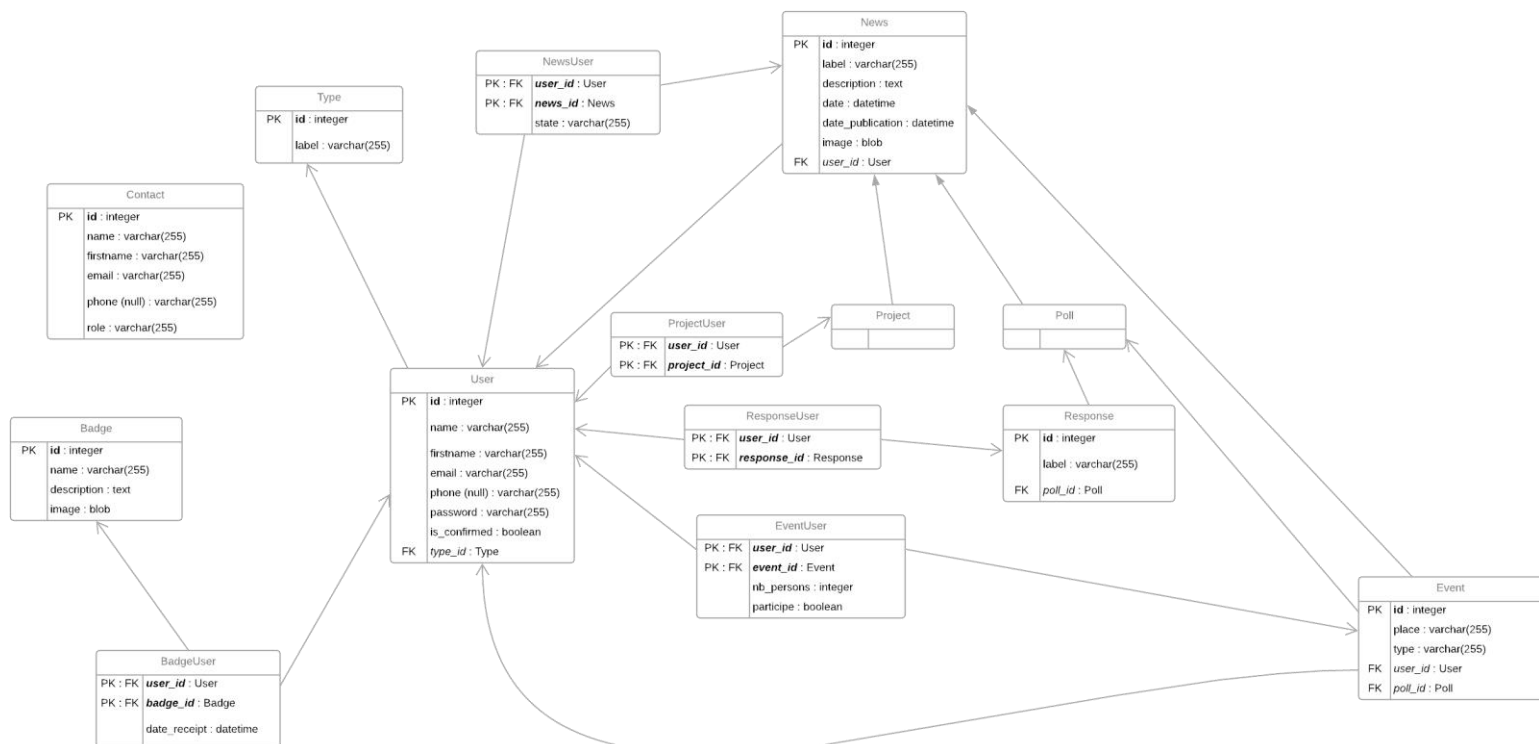 News
PK id : integer
label : varchar(255)
description : text
date : datetime
date_publication : datetime
image : blob
FK user_id : User
NewsUser
PK : FK user_id : User
PK : FK news_id : News
state : varchar(255)
Type
PK id : integer
label : varchar(255)
Contact
PK id : integer
name : varchar(255)
firstname : varchar(255)
email : varchar(255)
phone (null) : varchar(255)
role : varchar(255)
ProjectUser
PK : FK user_id : User
PK : FK project_id : Project
Project
Poll
User
PK id : integer
name : varchar(255)
firstname : varchar(255)
email : varchar(255)
phone (null) : varchar(255)
password : varchar(255)
is_confirmed : boolean
FK type_id : Type
ResponseUser
PK : FK user_id : User
PK : FK response_id : Response
Response
PK id : integer
label : varchar(255)
FK poll_id : Poll
Badge
PK id : integer
name : varchar(255)
description : text
image : blob
EventUser
PK : FK user_id : User
PK : FK event_id : Event
nb_persons : integer
participe : boolean
Event
PK id : integer
place : varchar(255)
type : varchar(255)
FK user_id : User
FK poll_id : Poll
BadgeUser
PK : FK user_id : User
PK : FK badge_id : Badge
date_receipt : datetime